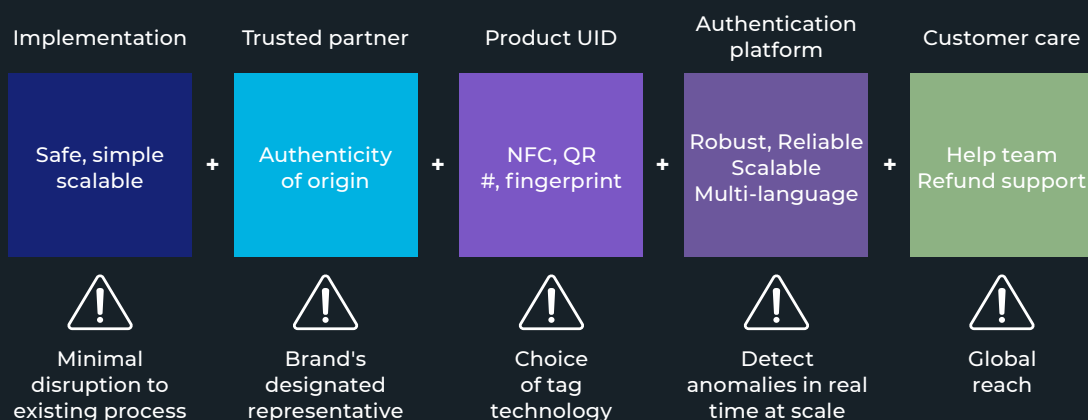 Implementation
Trusted partner
Product UID
Authentication
platform
Customer care
Safe, simple
scalable
+
Authenticity
of origin
+
NFC, QR
#, fingerprint
+
Robust, Reliable
Scalable
Multi-language
+
Help team
Refund support
Minimal
disruption to
existing process
Brand's
designated
representative
Choice
of tag
technology
Detect
anomalies in real
time at scale
Global
reach